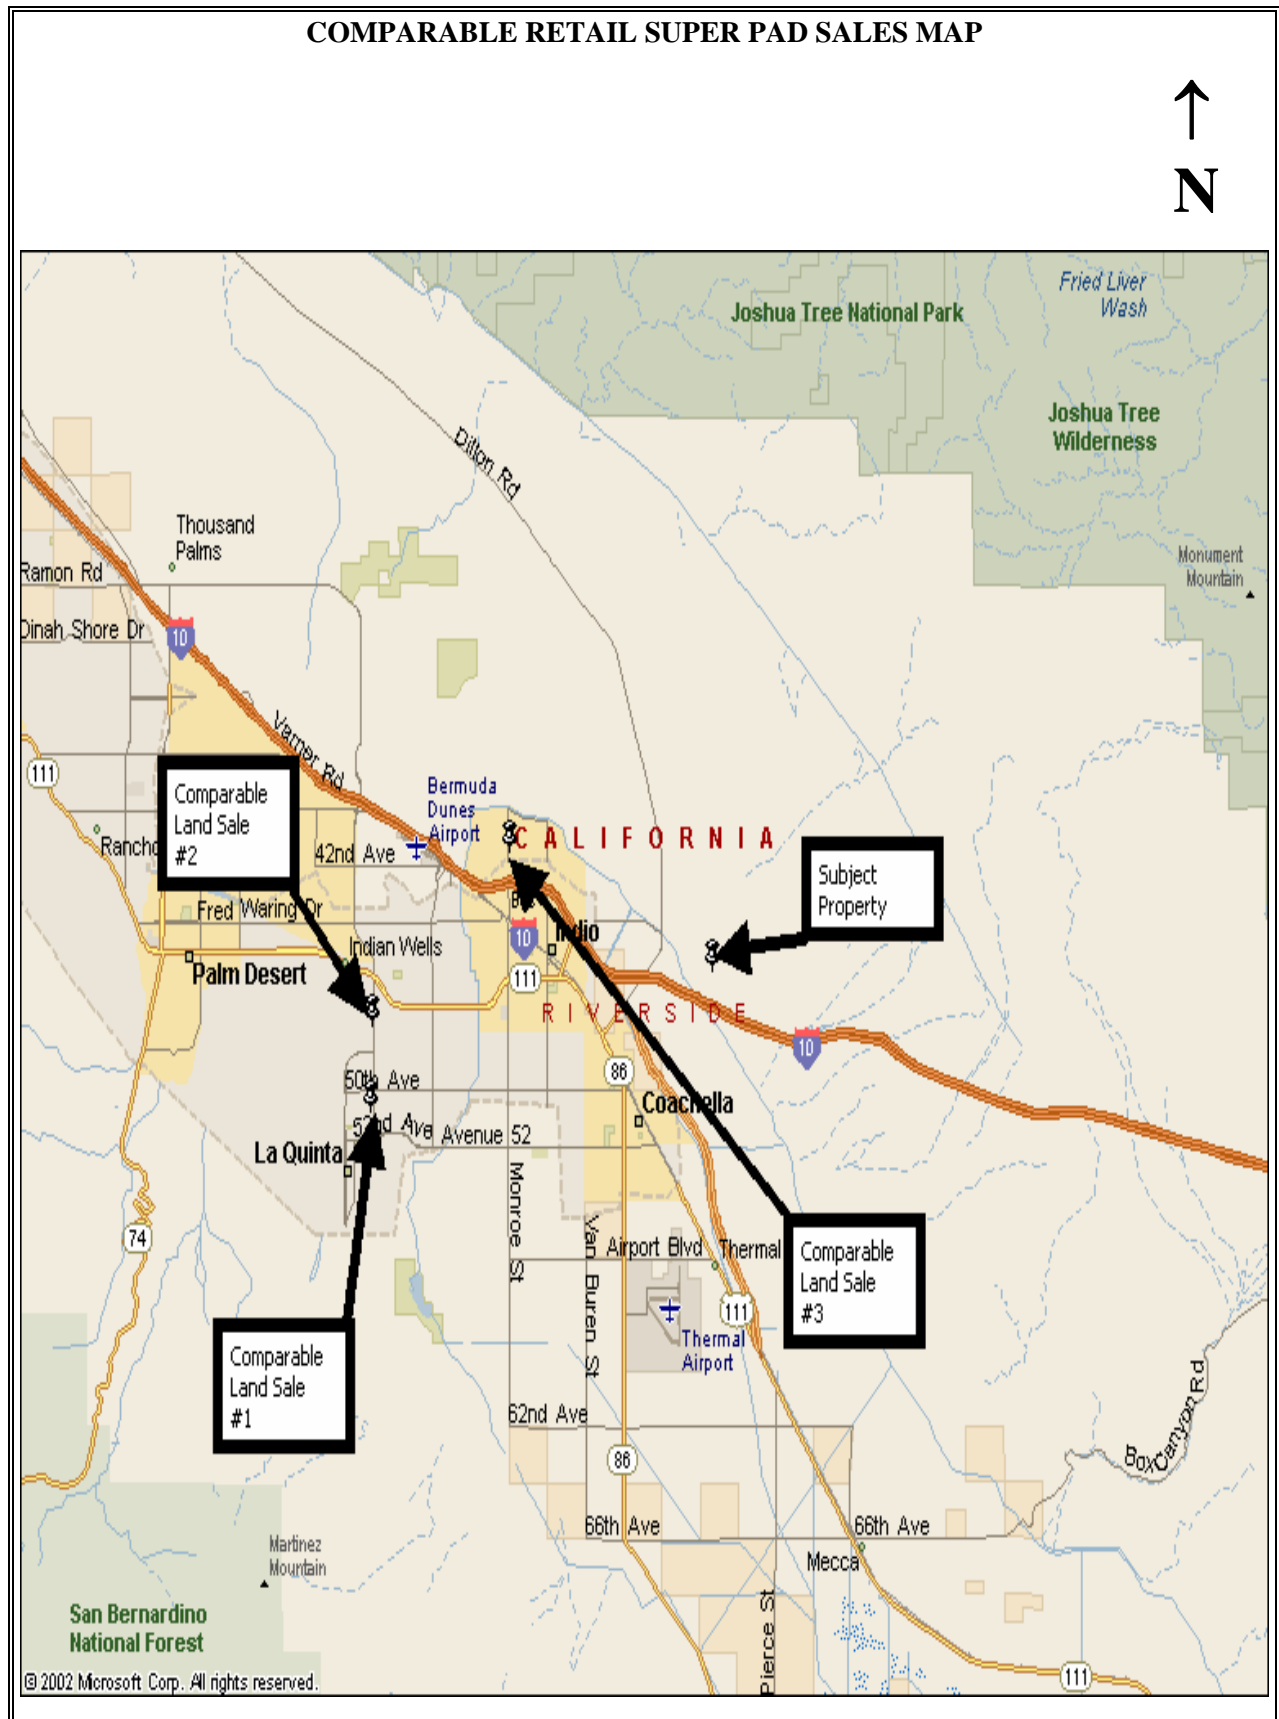 COMPARABLE RETAIL SUPER PAD SALES MAP
N
Fried Liver
Wash
Joshua Tree National Park
Joshua Tree
Wilderness
Dillon Rd
Thousand
Palms
Monument
Mountain
Ramon Rd
Dinah Shore Dr
10
Varner Rd
111
Comparable
Land Sale
#2
Bermuda
Dunes
Airport
CALIFORNIA
Rancho
42nd Ave
Subject
Property
Fred Waring Dr
10
Indio
Indian Wells
Palm Desert
111
RIVERSIDE
10
50th Ave
86
Coachella
52nd Ave
Avenue 52
La Quinta
Monroe St
Van Buren St
74
Airport Blvd
Thermal
Comparable
Land Sale
#3
111
Thermal
Airport
Comparable
Land Sale
#1
62nd Ave
Box Canyon Rd
86
66th Ave
66th Ave
Martinez
Mountain
Mecca
San Bernardino
National Forest
Pierce St
111
© 2002 Microsoft Corp. All rights reserved.